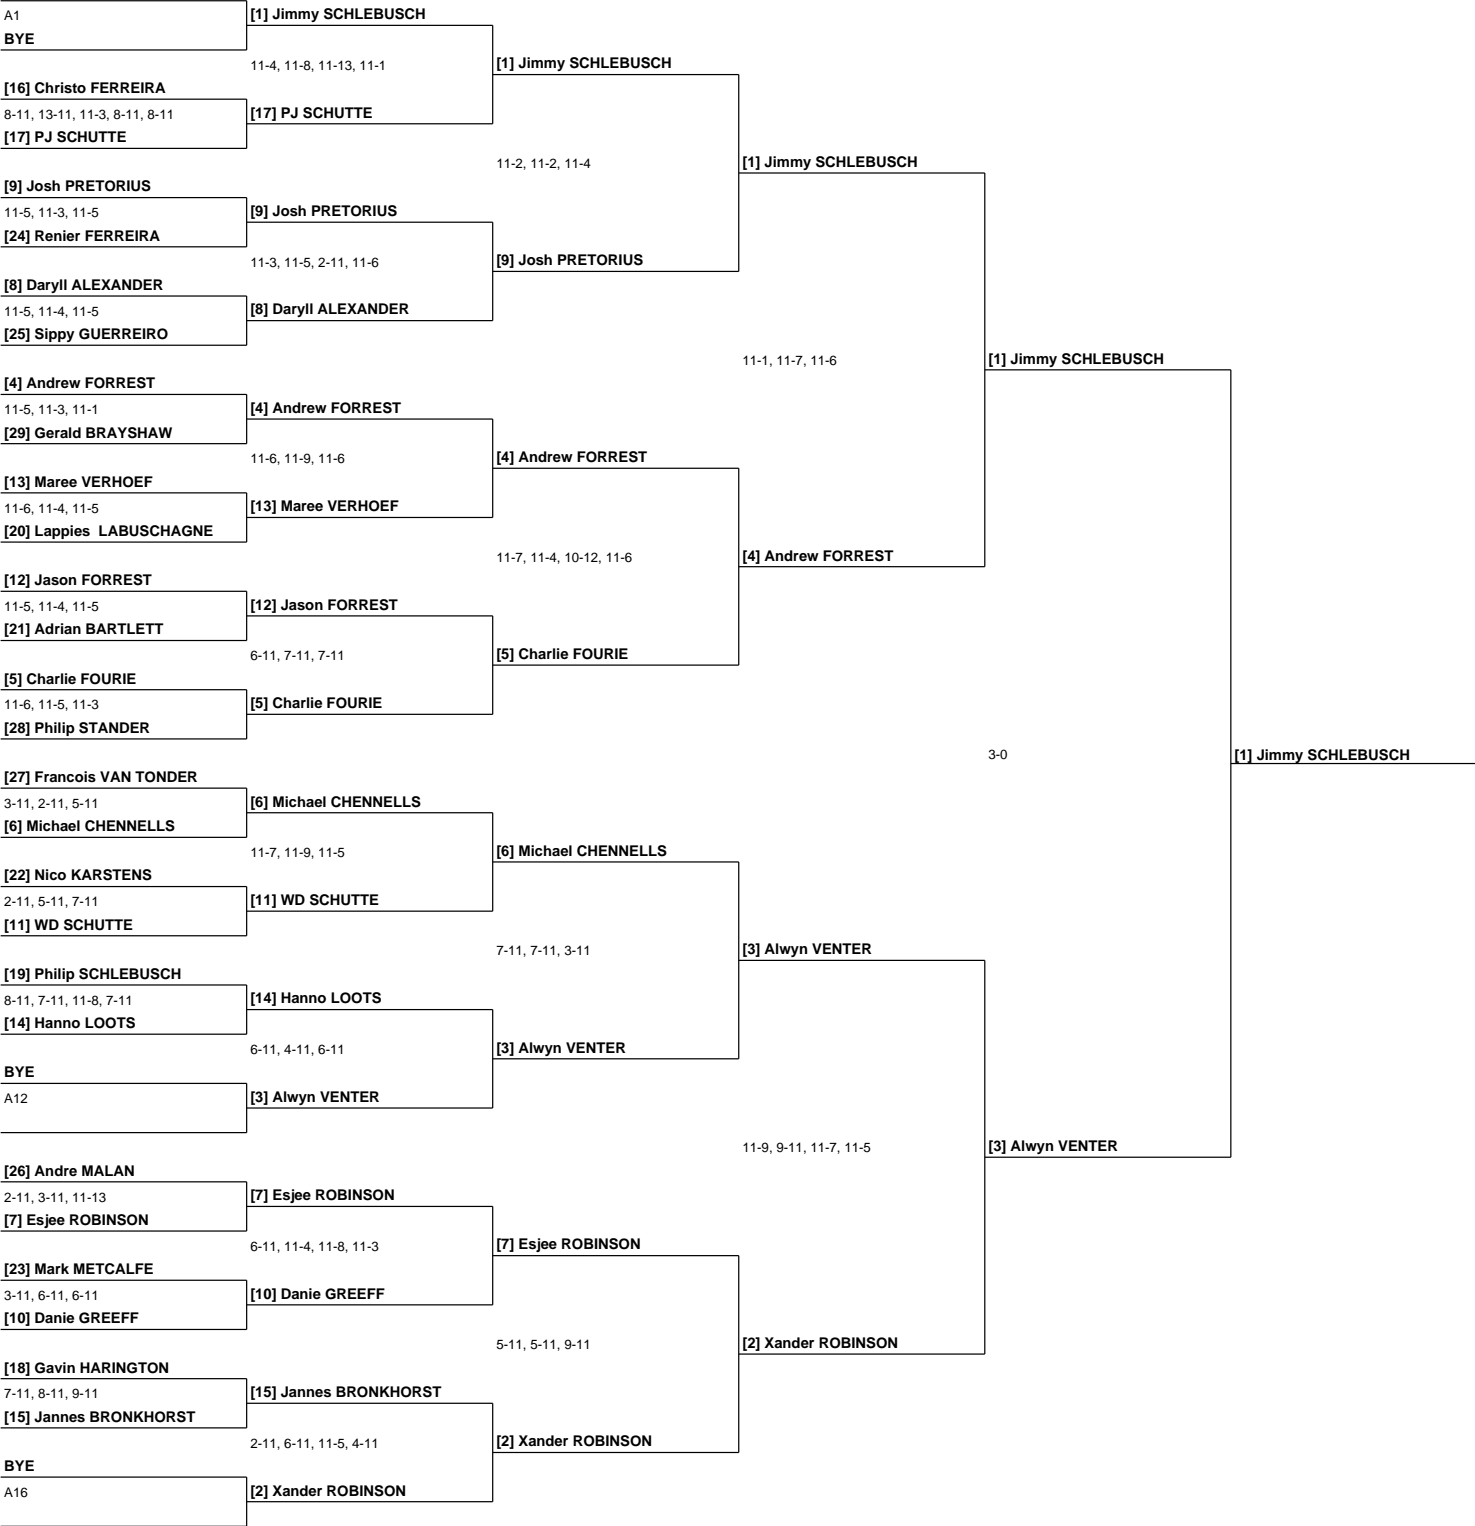 A1
[1] Jimmy SCHLEBUSCH
BYE
11-4, 11-8, 11-13, 11-1
[1] Jimmy SCHLEBUSCH
[16] Christo FERREIRA
8-11, 13-11, 11-3, 8-11, 8-11
[17] PJ SCHUTTE
[17] PJ SCHUTTE
11-2, 11-2, 11-4
[1] Jimmy SCHLEBUSCH
[9] Josh PRETORIUS
11-5, 11-3, 11-5
[9] Josh PRETORIUS
[24] Renier FERREIRA
11-3, 11-5, 2-11, 11-6
[9] Josh PRETORIUS
[8] Daryll ALEXANDER
11-5, 11-4, 11-5
[8] Daryll ALEXANDER
[25] Sippy GUERREIRO
11-1, 11-7, 11-6
[1] Jimmy SCHLEBUSCH
[4] Andrew FORREST
11-5, 11-3, 11-1
[4] Andrew FORREST
[29] Gerald BRAYSHAW
11-6, 11-9, 11-6
[4] Andrew FORREST
[13] Maree VERHOEF
11-6, 11-4, 11-5
[13] Maree VERHOEF
[20] Lappies  LABUSCHAGNE
11-7, 11-4, 10-12, 11-6
[4] Andrew FORREST
[12] Jason FORREST
11-5, 11-4, 11-5
[12] Jason FORREST
[21] Adrian BARTLETT
6-11, 7-11, 7-11
[5] Charlie FOURIE
[5] Charlie FOURIE
11-6, 11-5, 11-3
[5] Charlie FOURIE
[28] Philip STANDER
3-0
[1] Jimmy SCHLEBUSCH
[27] Francois VAN TONDER
3-11, 2-11, 5-11
[6] Michael CHENNELLS
[6] Michael CHENNELLS
11-7, 11-9, 11-5
[6] Michael CHENNELLS
[22] Nico KARSTENS
2-11, 5-11, 7-11
[11] WD SCHUTTE
[11] WD SCHUTTE
7-11, 7-11, 3-11
[3] Alwyn VENTER
[19] Philip SCHLEBUSCH
8-11, 7-11, 11-8, 7-11
[14] Hanno LOOTS
[14] Hanno LOOTS
6-11, 4-11, 6-11
[3] Alwyn VENTER
BYE
A12
[3] Alwyn VENTER
11-9, 9-11, 11-7, 11-5
[3] Alwyn VENTER
[26] Andre MALAN
2-11, 3-11, 11-13
[7] Esjee ROBINSON
[7] Esjee ROBINSON
6-11, 11-4, 11-8, 11-3
[7] Esjee ROBINSON
[23] Mark METCALFE
3-11, 6-11, 6-11
[10] Danie GREEFF
[10] Danie GREEFF
5-11, 5-11, 9-11
[2] Xander ROBINSON
[18] Gavin HARINGTON
7-11, 8-11, 9-11
[15] Jannes BRONKHORST
[15] Jannes BRONKHORST
2-11, 6-11, 11-5, 4-11
[2] Xander ROBINSON
BYE
A16
[2] Xander ROBINSON